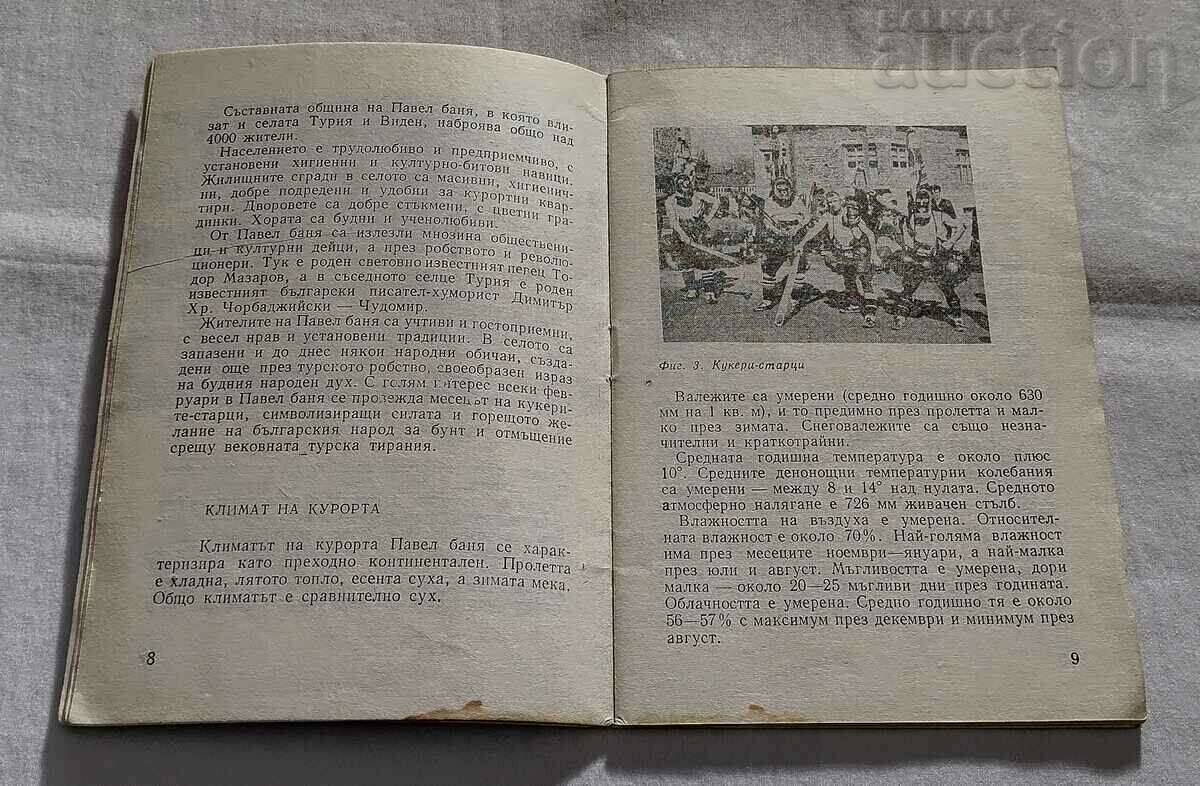 Съставната община на Павел баня, в която вли-
зат и селата Турия и Виден, наброява общо над
4000 жители.
Населението е трудолюбиво и предприемчиво, с
установени хигиенни и културно-битови навици.
Жилищните сгради в селото са масивни, хигиенич-
ни, добре подредени и удобни за курортни квар-
тири. Дворовете са добре стъкмени, с цветни гра-
динки. Хората са будни и ученолюбиви.
От Павел баня са излезли мнозина общественi-
ци и културни дейци, а през робството и револю-
ционери. Тук е роден световно известният певец То-
дор Мазаров, а в съседното селце Турия е роден
известният български писател-хуморист Димитър
Хр. Чорбаджийски — Чудомир.
Жителите на Павел баня са учтиви и гостоприемни,
с весел нрав и установени традиции. В селото са
запазени и до днес някои народни обичаи, създа-
дени още през турското робство, своеобразен израз
на будния народен дух. С голям интерес всеки фев-
руари в Павел баня се провежда месецът на кукери-
те-старци, символизиращи силата и горещото же-
лание на българския народ за бунт и отмъщение
срещу вековната турска тирания.
КЛИМАТ НА КУРОРТА
Климатът на курорта Павел баня се харак-
теризира като преходно континентален. Пролетта
е хладна, лятото топло, есента суха, а зимата мека.
Общо климатът е сравнително сух.
8
BALKAN
auction
Фиг. 3. Кукери-старци
Валежите са умерени (средно годишно около 630
мм на 1 кв. м), и то предимно през пролетта и мал-
ко през зимата. Снеговалежите са също незна-
чителни и краткотрайни.
Средната годишна температура е около плюс
10°. Средните денонощни температурни колебания
са умерени — между 8 и 14° над нулата. Средното
атмосферно налягане е 726 мм живачен стълб.
Влажността на въздуха е умерена. Относител-
ната влажност е около 70%. Най-голяма влажност
има през месеците ноември—януари, а най-малка
през юли и август. Мъгливостта е умерена, дори
малка — около 20—25 мъгливи дни през годината.
Облачността е умерена. Средно годишно тя е около
56—57% с максимум през декември и минимум през
август.
9